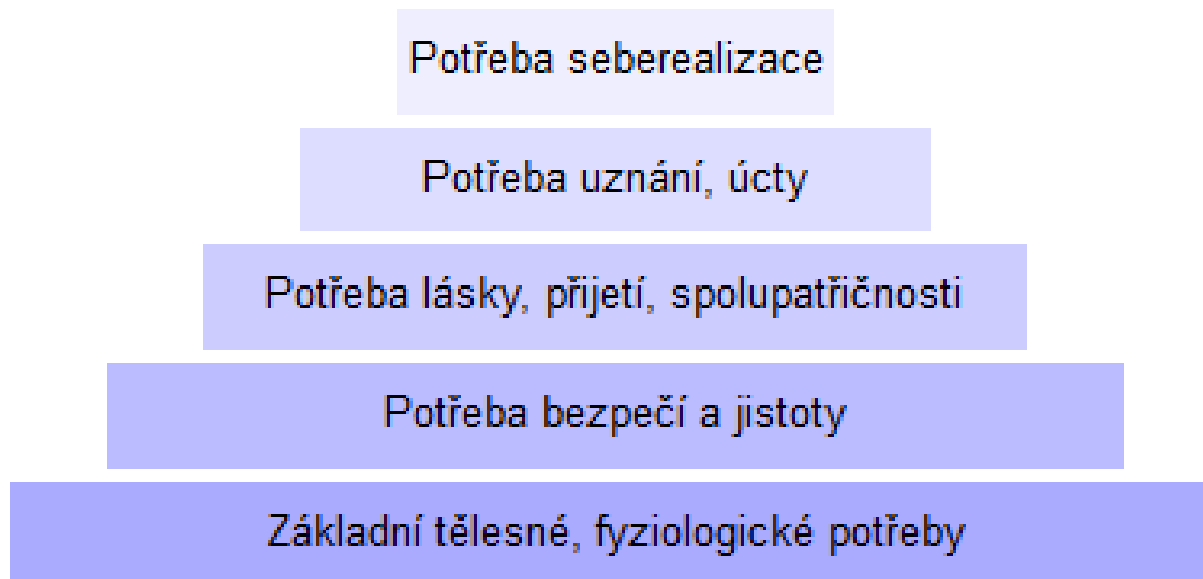 Potřeba seberealizace
Potřeba uznání, úcty
Potřeba lásky, přijetí, spolupatřičnosti
Potřeba bezpečí a jistoty
Základní tělesné, fyziologické potřeby